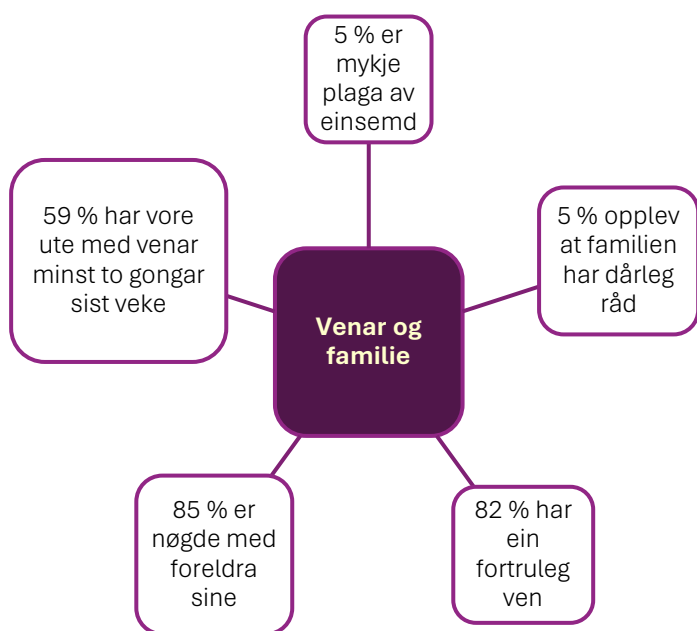 5 % er
mykje
plaga av
einsemd
59 % har vore
ute med venar
minst to gongar
sist veke
5 % opplev
at familien
har dårleg
råd
Venar og
familie
85 % er
nøgde med
foreldra
sine
82 % har
ein
fortruleg
ven